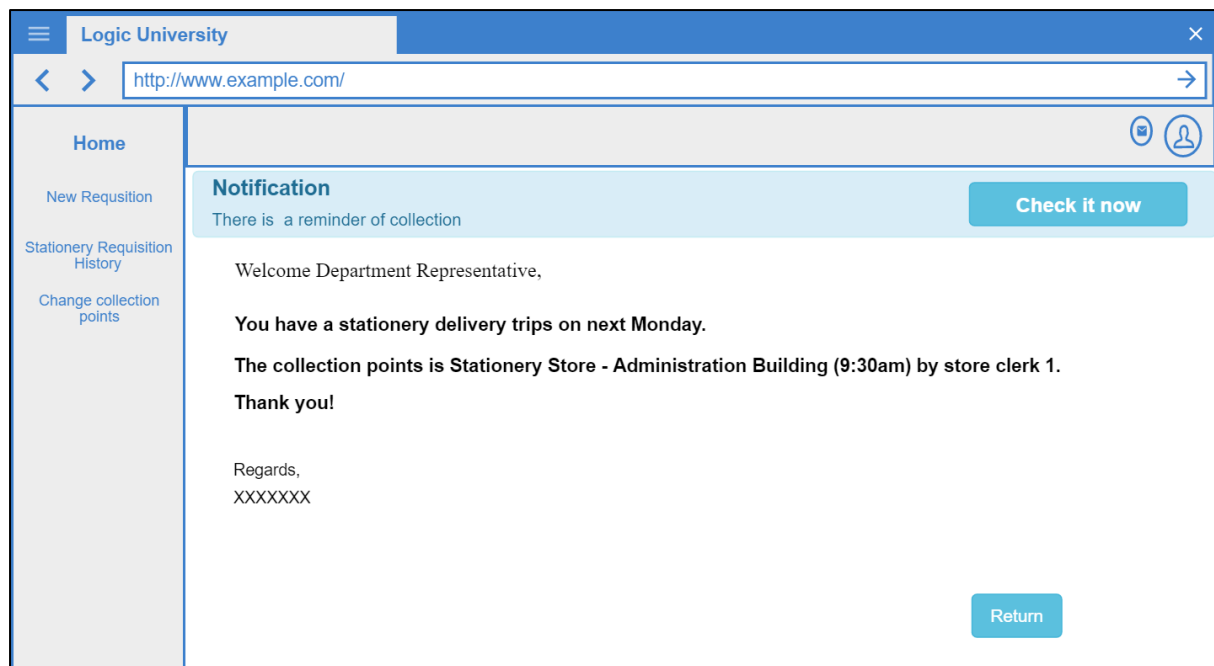 Logic University
http://www.example.com/
Home
New Requsition
Stationery Requisition
History
Change collection
points
Notification
There is a reminder of collection
Check it now
Welcome Department Representative,
You have a stationery delivery trips on next Monday.
The collection points is Stationery Store - Administration Building (9:30am) by store clerk 1.
Thank you!
Regards,
XXXXXXX
Return